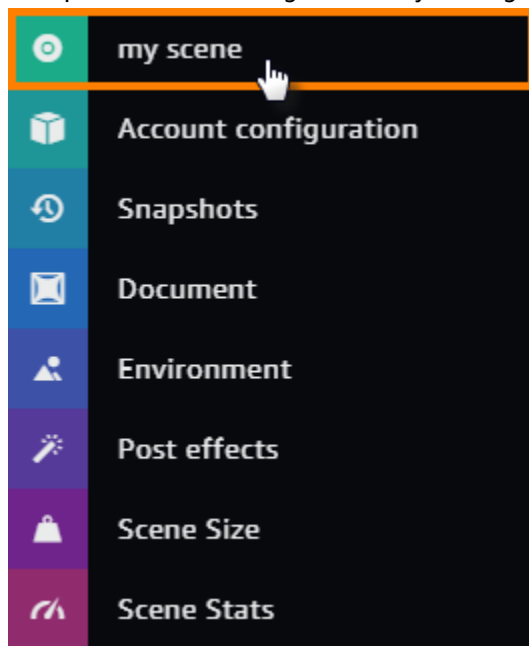 my scene
Account configuration
Snapshots
Document
Environment
Post effects
Scene Size
Scene Stats